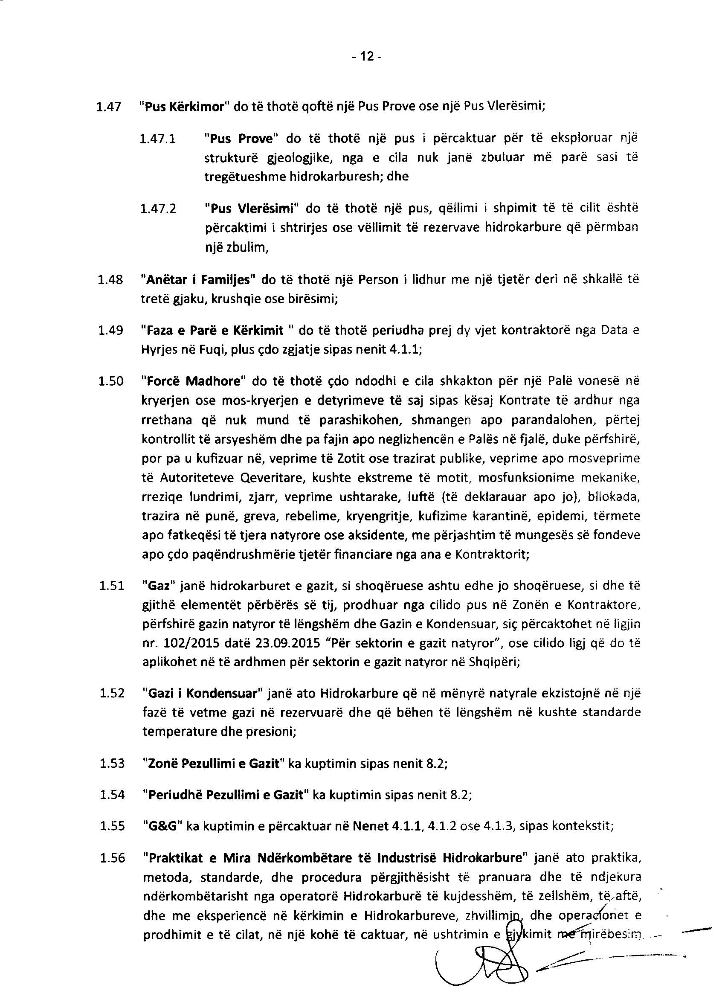 - 12 -
1.47 "Pus Kërkimor" do të thotë qoftë një Pus Prove ose një Pus Vlerësimi;
1.47.1 "Pus Prove" do të thotë një pus i përcaktuar për të eksploruar një
strukturë gjeologjike, nga e cila nuk janë zbuluar më parë sasi të
tregëtueshme hidrokarburesh; dhe
1.47.2 "Pus Vlerësimi" do të thotë një pus, qëllimi i shpimit të të cilit është
përcaktimi i shtrirjes ose vëllimit të rezervave hidrokarbure që përmban
një zbulim,
1.48 "Anëtar i Familjes" do të thotë një Person i lidhur me një tjetër deri në shkallë të
tretë gjaku, krushqie ose birësimi;
1.49 "Faza e Parë e Kërkimit " do të thotë periudha prej dy vjet kontraktorë nga Data e
Hyrjes në Fuqi, plus çdo zgjatje sipas nenit 4.1.1;
1.50 "Forcë Madhore" do të thotë çdo ndodhi e cila shkakton për një Palë vonesë në
kryerjen ose mos-kryerjen e detyrimeve të saj sipas kësaj Kontrate të ardhur nga
rrethana që nuk mund të parashikohen, shmangen apo parandalohen, përtej
kontrollit të arsyeshëm dhe pa fajin apo neglizhencën e Palës në fjalë, duke përfshirë,
por pa u kufizuar në, veprime të Zotit ose trazirat publike, veprime apo mosveprime
të Autoriteteve Qeveritare, kushte ekstreme të motit, mosfunksionime mekanike,
rreziqe lundrimi, zjarr, veprime ushtarake, luftë (të deklarauar apo jo), bllokada,
trazira në punë, greva, rebelime, kryengritje, kufizime karantinë, epidemi, tërmete
apo fatkeqësi të tjera natyrore ose aksidente, me përjashtim të mungesës së fondeve
apo çdo paqëndrushmërie tjetër financiare nga ana e Kontraktorit;
1.51 "Gaz" janë hidrokarburet e gazit, si shoqëruese ashtu edhe jo shoqëruese, si dhe të
gjithë elementët përbërës së tij, prodhuar nga cilido pus në Zonën e Kontraktore,
përfshirë gazin natyror të lëngshëm dhe Gazin e Kondensuar, siç përcaktohet në ligjin
nr. 102/2015 datë 23.09.2015 "Për sektorin e gazit natyror", ose cilido ligj që do të
aplikohet në të ardhmen për sektorin e gazit natyror në Shqipëri;
1.52 "Gazi i Kondensuar" janë ato Hidrokarbure që në mënyrë natyrale ekzistojnë në një
fazë të vetme gazi në rezervuarë dhe që bëhen të lëngshëm në kushte standarde
temperature dhe presioni;
1.53 "Zonë Pezullimi e Gazit" ka kuptimin sipas nenit 8.2;
1.54 "Periudhë Pezullimi e Gazit" ka kuptimin sipas nenit 8.2;
1.55 "G&G" ka kuptimin e përcaktuar në Nenet 4.1.1, 4.1.2 ose 4.1.3, sipas kontekstit;
1.56 "Praktikat e Mira Ndërkombëtare të Industrisë Hidrokarbure" janë ato praktika,
metoda, standarde, dhe procedura përgjithësisht të pranuara dhe të ndjekura
ndërkombëtarisht nga operatorë Hidrokarburë të kujdesshëm, të zellshëm, të aftë,
dhe me eksperiencë në kërkimin e Hidrokarbureve, zhvillimin, dhe operacionet e
prodhimit e të cilat, në një kohë të caktuar, në ushtrimin e gjykimit me mirëbesim